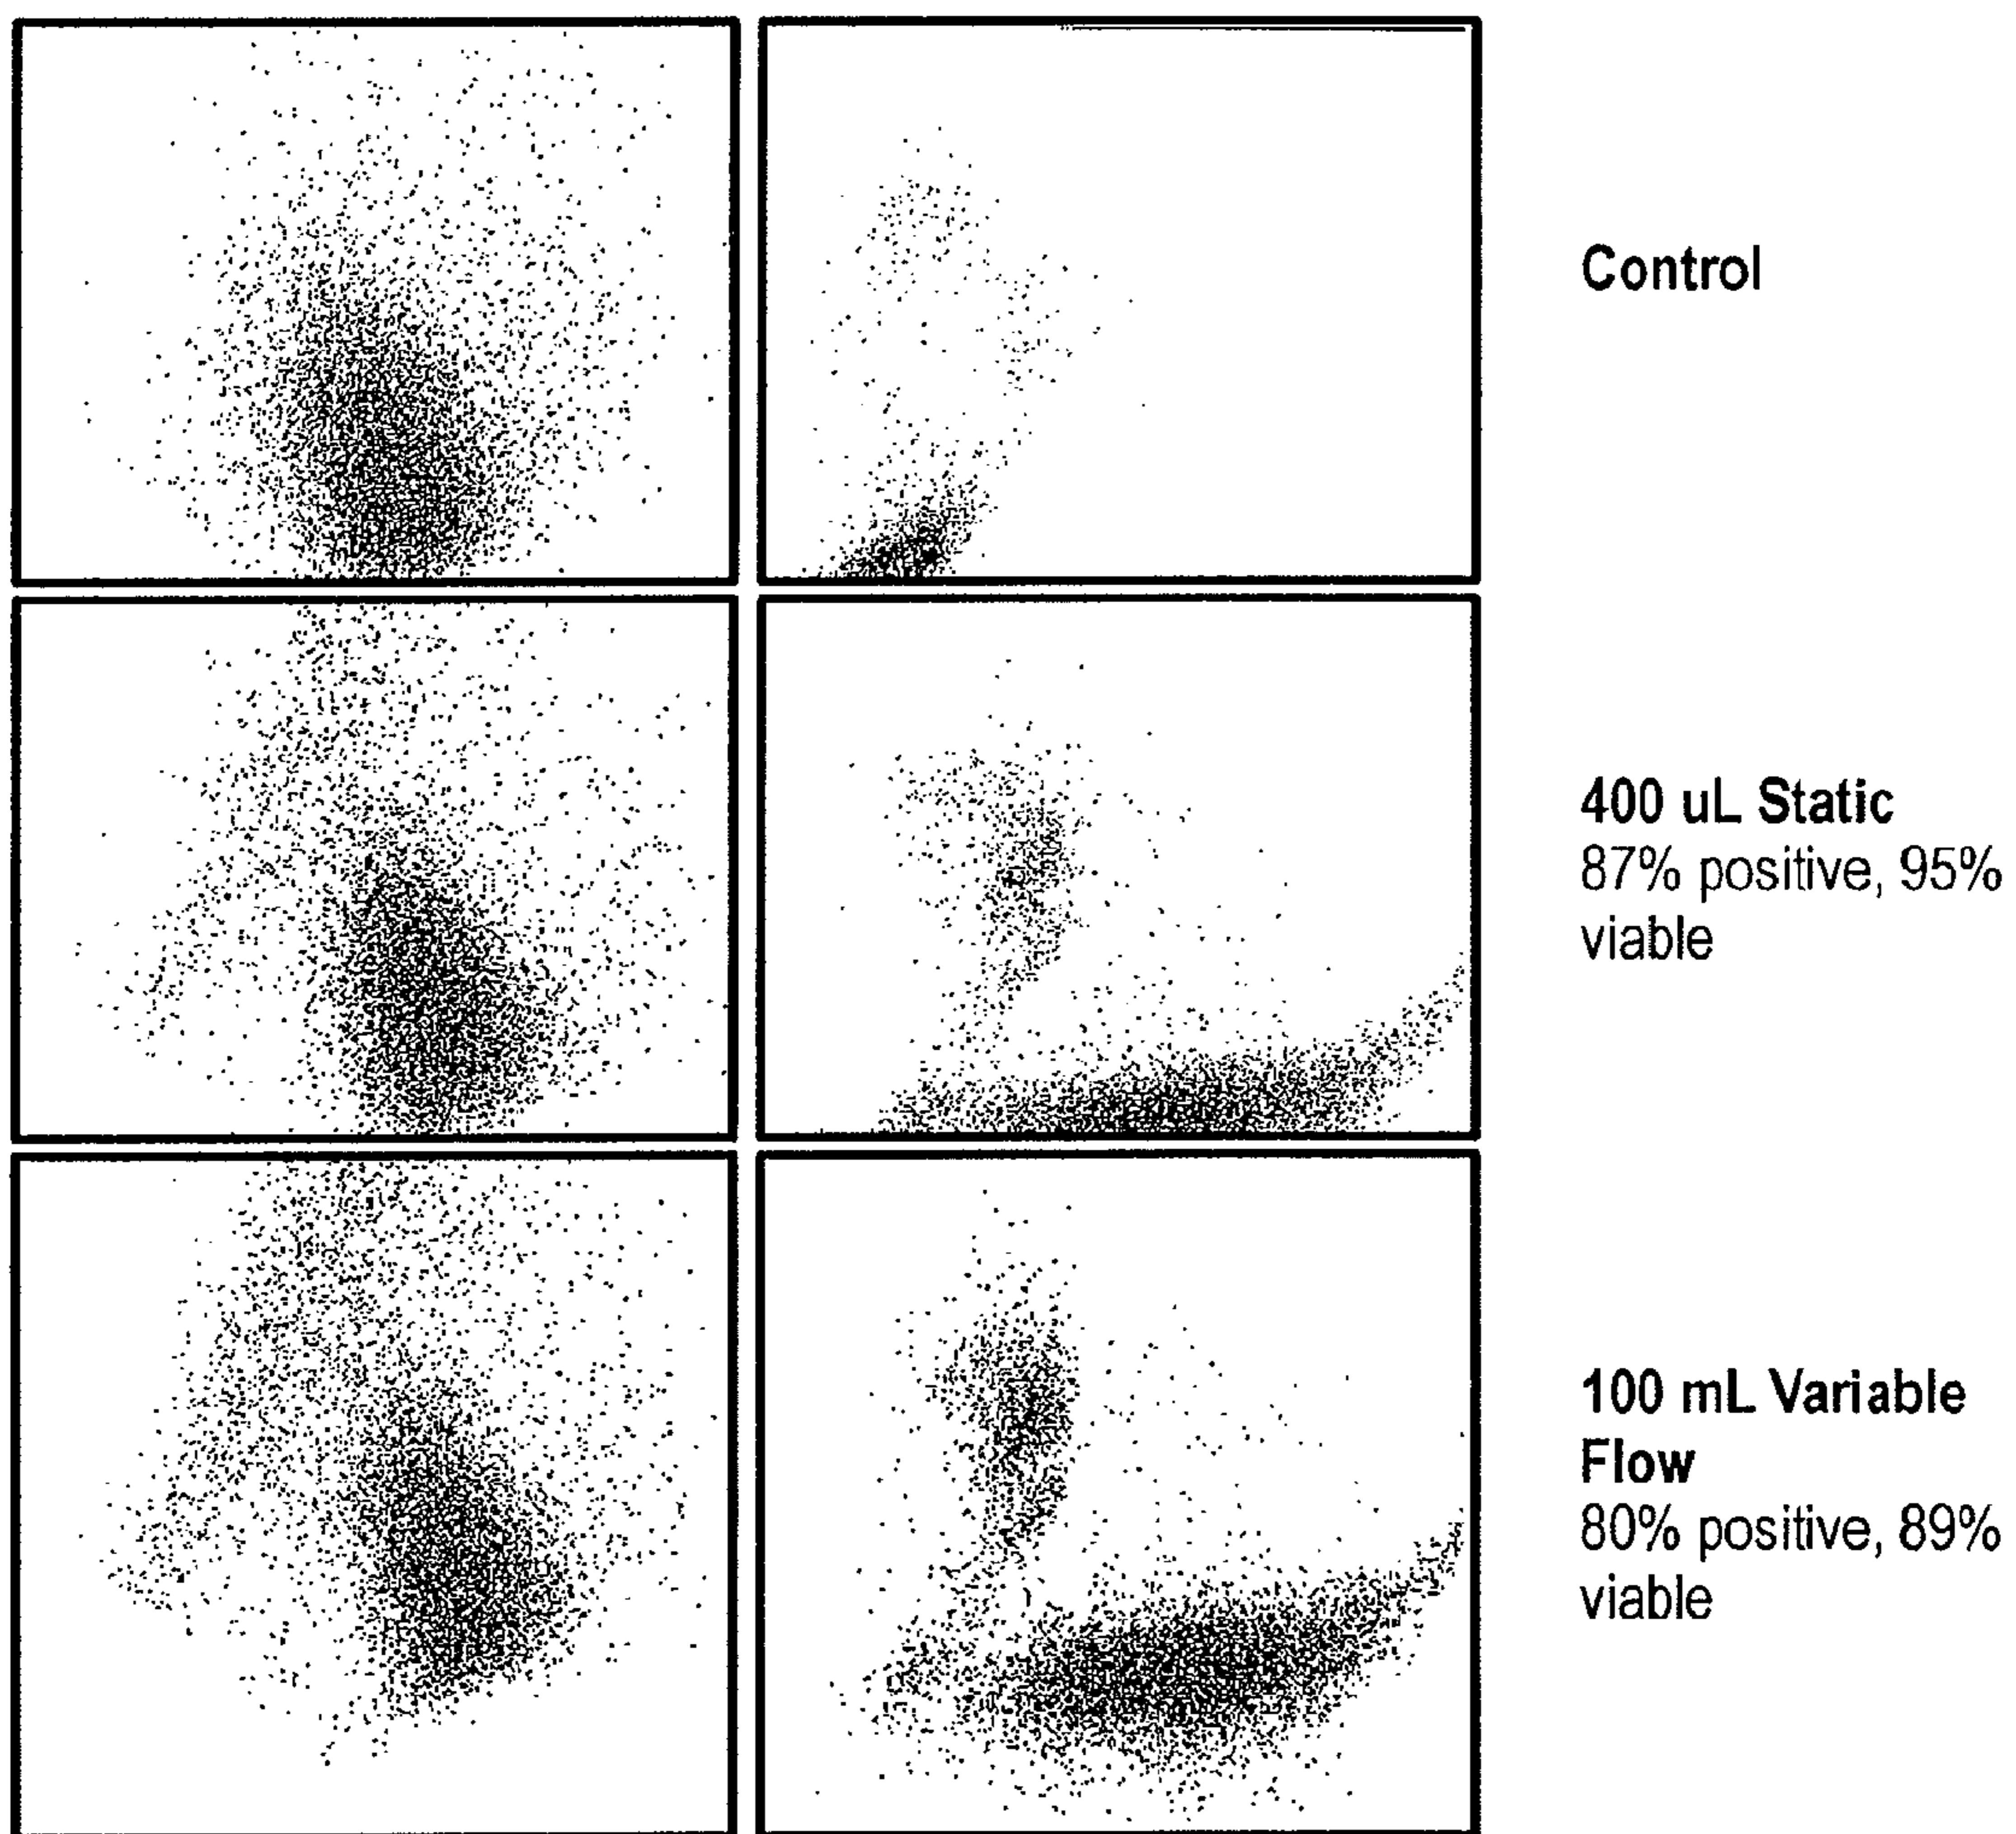 Control
400 uL Static
87% positive, 95%
viable
100 mL Variable
Flow
80% positive, 89%
viable